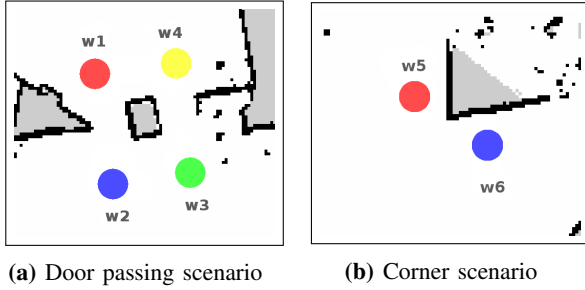 w1
w4
w2
w3
(a) Door passing scenario
w5
w6
(b) Corner scenario